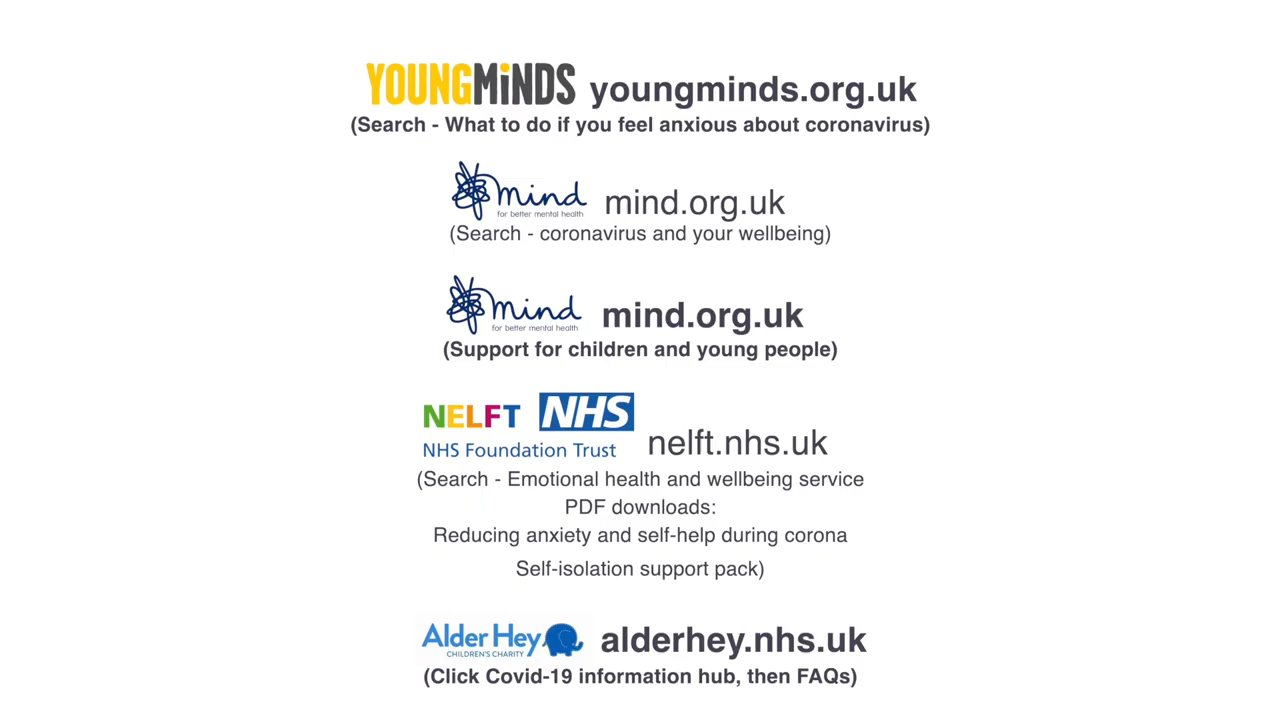 YOUNGMiNDS youngminds.org.uk
(Search - What to do if you feel anxious about coronavirus)
mind mind.org.uk
for better mental health
(Search - coronavirus and your wellbeing)
mind mind.org.uk
for better mental health
(Support for children and young people)
NELFT NHS
NHS Foundation Trust nelft.nhs.uk
(Search - Emotional health and wellbeing service
PDF downloads:
Reducing anxiety and self-help during corona
Self-isolation support pack)
Alder Hey alderhey.nhs.uk
CHILDREN'S CHARITY
(Click Covid-19 information hub, then FAQs)